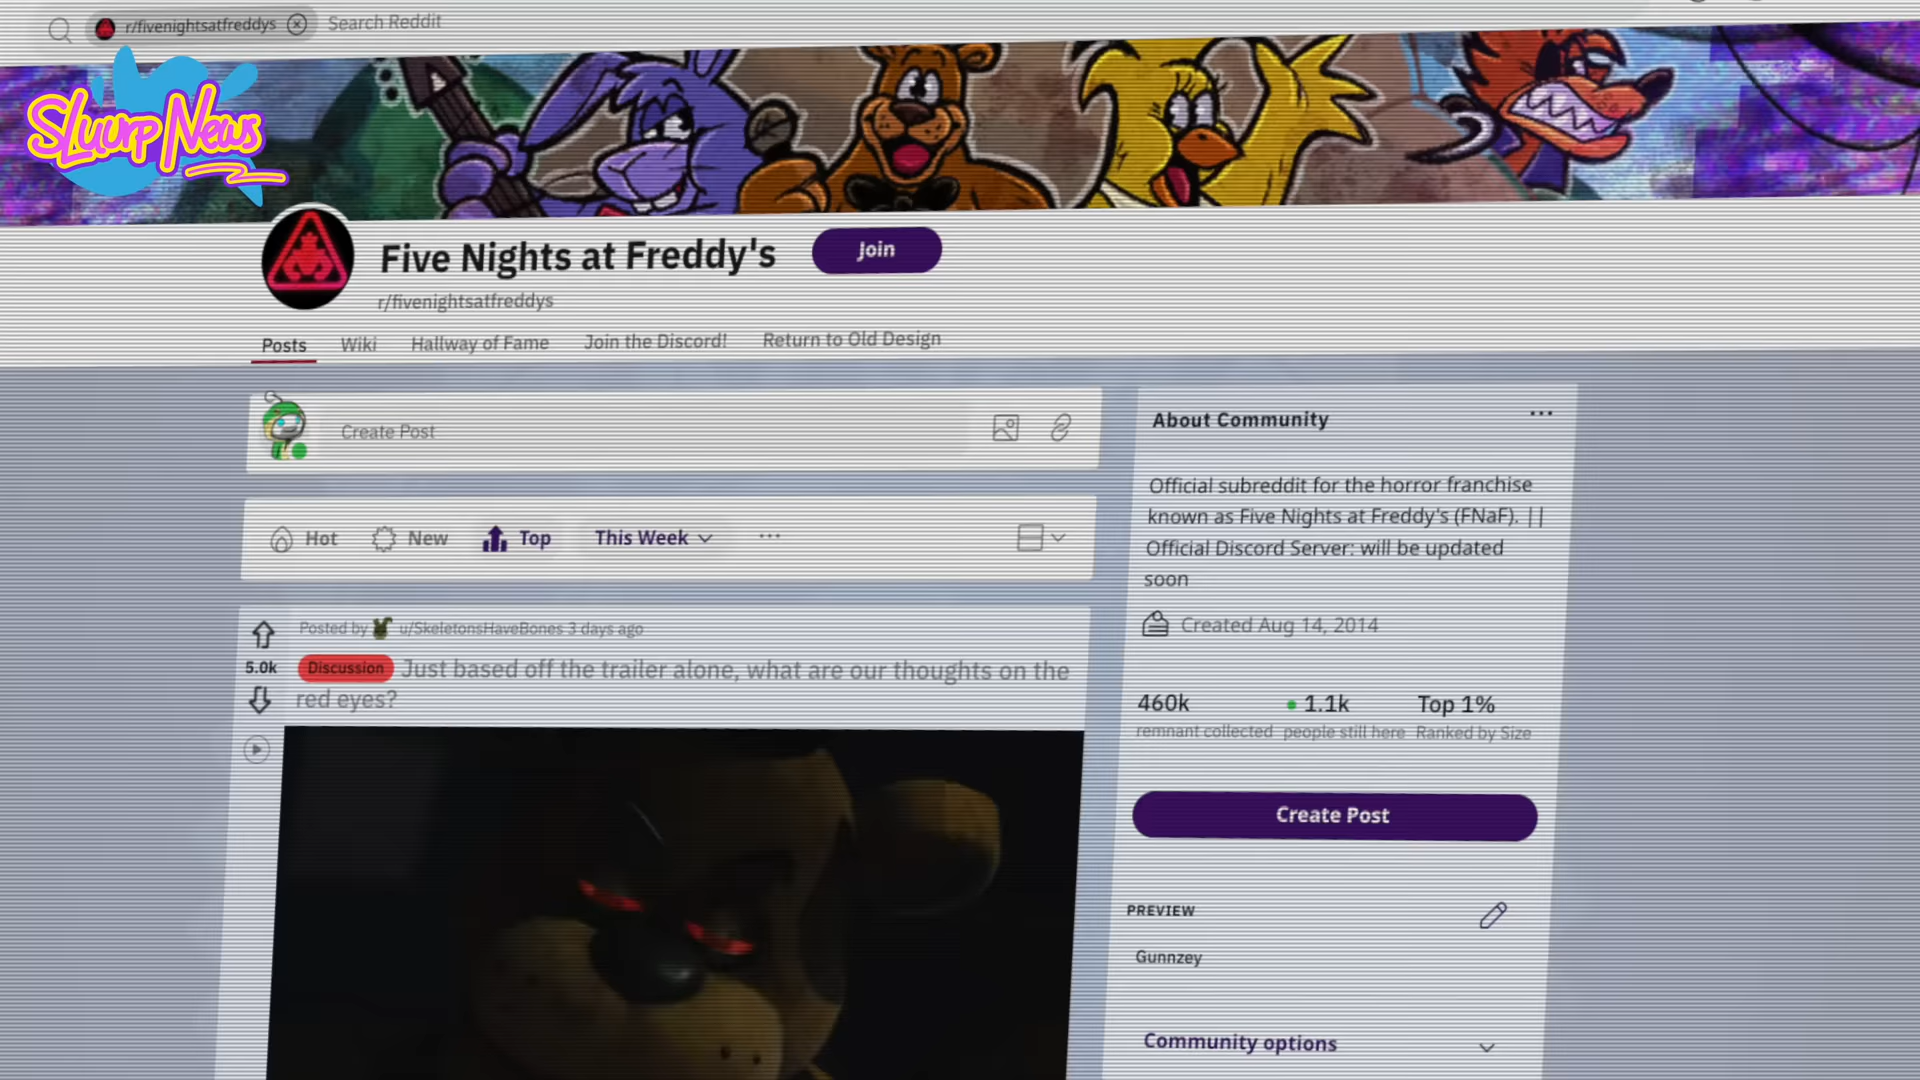 r/fivenightsatfreddys
Search Reddit
Sluurp News
Five Nights at Freddy's
Join
r/fivenightsatfreddys
Posts
Wiki
Hallway of Fame
Join the Discord!
Return to Old Design
Create Post
Hot
New
Top
This Week
...
Posted by u/SkeletonsHaveBones 3 days ago
5.0k
Discussion Just based off the trailer alone, what are our thoughts on the
red eyes?
About Community
...
Official subreddit for the horror franchise
known as Five Nights at Freddy's (FNaF). ||
Official Discord Server: will be updated
soon
Created Aug 14, 2014
460k 1.1k Top 1%
remnant collected people still here Ranked by Size
Create Post
PREVIEW
Gunnzey
Community options